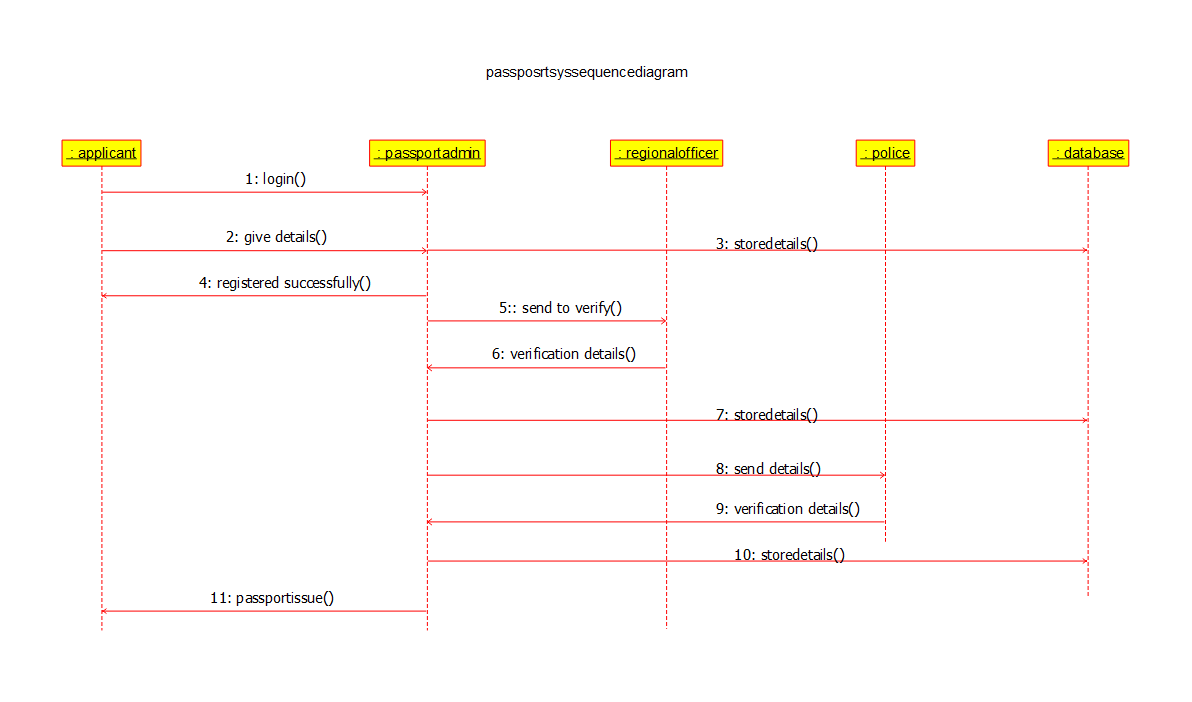 passposrtsyssequencediagram
: applicant
: passportadmin
: regionalofficer
: police
: database
1: login()
2: give details()
3: storedetails()
4: registered successfully()
5:: send to verify()
6: verification details()
7: storedetails()
8: send details()
9: verification details()
10: storedetails()
11: passportissue()